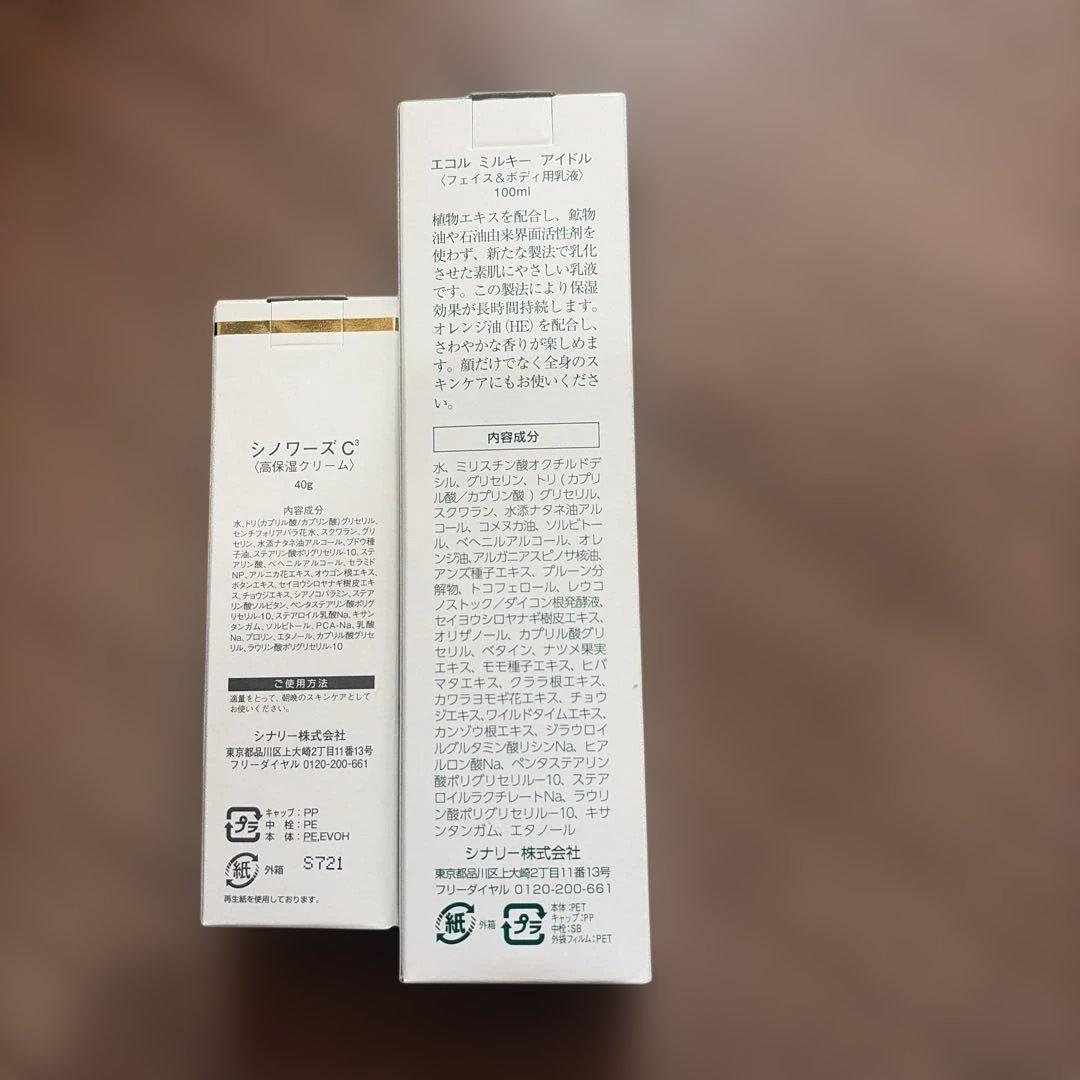 シノワーズ C³
〈高保湿クリーム〉
40g
内容成分
水、トリ(カプリル酸/カプリン酸)グリセリル、
センチフォリアバラ花水、スクワラン、グリ
セリン、水添ナタネ油アルコール、ブドウ種
子油、ステアリン酸ポリグリセリル-10、ステ
アリン酸、ベヘニルアルコール、セラミド
NP、アルニカ花エキス、オウゴン根エキス、
ボタンエキス、セイヨウシロヤナギ樹皮エキ
ス、チョウジエキス、シアノコバラミン、ステア
リン酸ソルビタン、ペンタステアリン酸ポリグ
リセリル-10、ステアロイル乳酸Na、キサン
タンガム、ソルビトール、PCA-Na、乳酸
Na、プロリン、エタノール、カプリル酸グリセ
リル、ラウリン酸ポリグリセリル-10
ご使用方法
適量をとって、朝晩のスキンケアとして
お使いください。
シナリー株式会社
東京都品川区上大崎2丁目11番13号
フリーダイヤル 0120-200-661
プラ
キャップ：PP
中 栓：PE
本 体：PE,EVOH
紙 外箱 S721
再生紙を使用しております。
エコル ミルキー アイドル
〈フェイス＆ボディ用乳液〉
100ml
植物エキスを配合し、鉱物
油や石油由来界面活性剤を
使わず、新たな製法で乳化
させた素肌にやさしい乳液
です。この製法により保湿
効果が長時間持続します。
オレンジ油(HE)を配合し、
さわやかな香りが楽しめま
す。顔だけでなく全身のス
キンケアにもお使いくださ
い。
内容成分
水、ミリスチン酸オクチルドデ
シル、グリセリン、トリ(カプリ
ル酸／カプリン酸)グリセリル、
スクワラン、水添ナタネ油アル
コール、コメヌカ油、ソルビトー
ル、ベヘニルアルコール、オレ
ンジ油、アルガニアスピノサ核油、
アンズ種子エキス、プルーン分
解物、トコフェロール、レウコ
ノストック／ダイコン根発酵液、
セイヨウシロヤナギ樹皮エキス、
オリザノール、カプリル酸グリ
セリル、ベタイン、ナツメ果実
エキス、モモ種子エキス、ヒバ
マタエキス、クララ根エキス、
カワラヨモギ花エキス、チョウ
ジエキス、ワイルドタイムエキス、
カンゾウ根エキス、ジラウロイ
ルグルタミン酸リシンNa、ヒア
ルロン酸Na、ペンタステアリン
酸ポリグリセリルー10、ステア
ロイルラクチレートNa、ラウリ
ン酸ポリグリセリルー10、キサ
ンタンガム、エタノール
シナリー株式会社
東京都品川区上大崎2丁目11番13号
フリーダイヤル 0120-200-661
紙 外箱 プラ
本体：PET
キャップ：PP
中栓：SB
外袋フィルム：PET